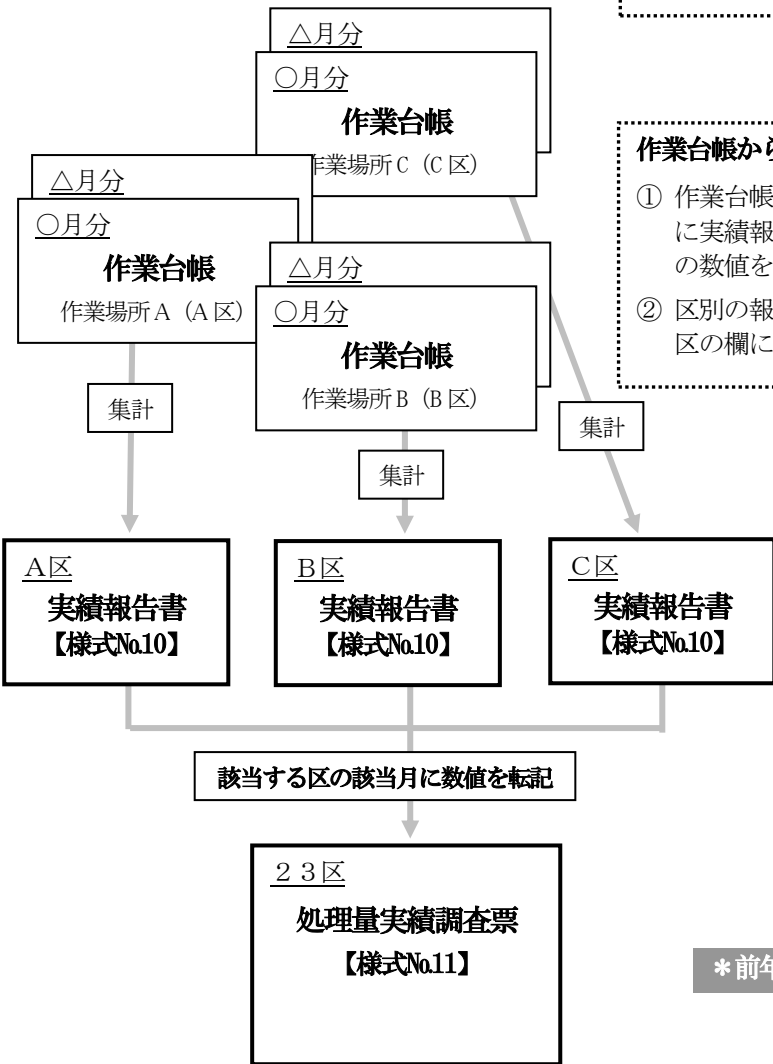 △月分
○月分
作業台帳
作業場所C（C区）
△月分
○月分
作業台帳
作業場所A（A区）
△月分
○月分
作業台帳
作業場所B（B区）
作業台帳から
① 作業台帳
に実績報
の数値を
② 区別の報
区の欄に
集計
集計
集計
A区
実績報告書
【様式No.10】
B区
実績報告書
【様式No.10】
C区
実績報告書
【様式No.10】
該当する区の該当月に数値を転記
23区
処理量実績調査票
【様式No.11】
＊前年